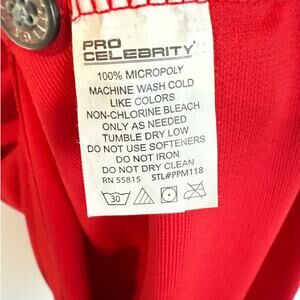 PRO
CELEBRITY
100% MICROPOLY
MACHINE WASH COLD
LIKE COLORS
NON-CHLORINE BLEACH
ONLY AS NEEDED
TUMBLE DRY LOW
DO NOT USE SOFTENERS
DO NOT IRON
DO NOT DRY CLEAN
RN 55815 STL#PPM118
30